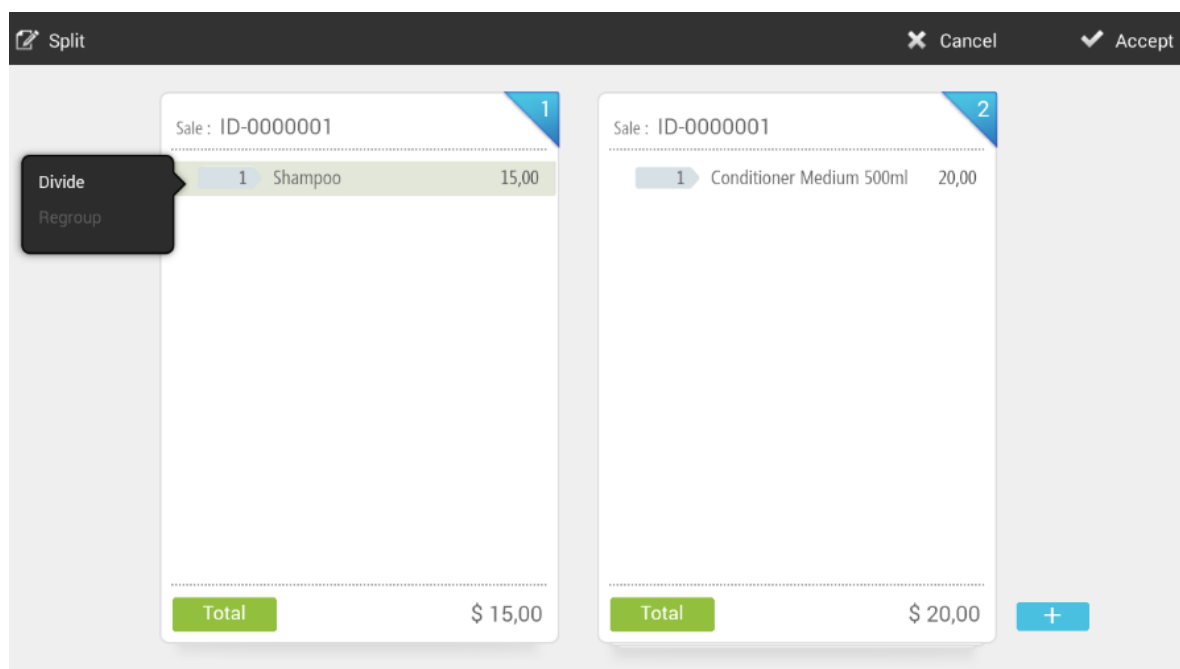 Split Cancel Accept
1
Sale : ID-0000001
Divide
Regroup
1 Shampoo 15,00
Total $ 15,00
2
Sale : ID-0000001
1 Conditioner Medium 500ml 20,00
Total $ 20,00
+